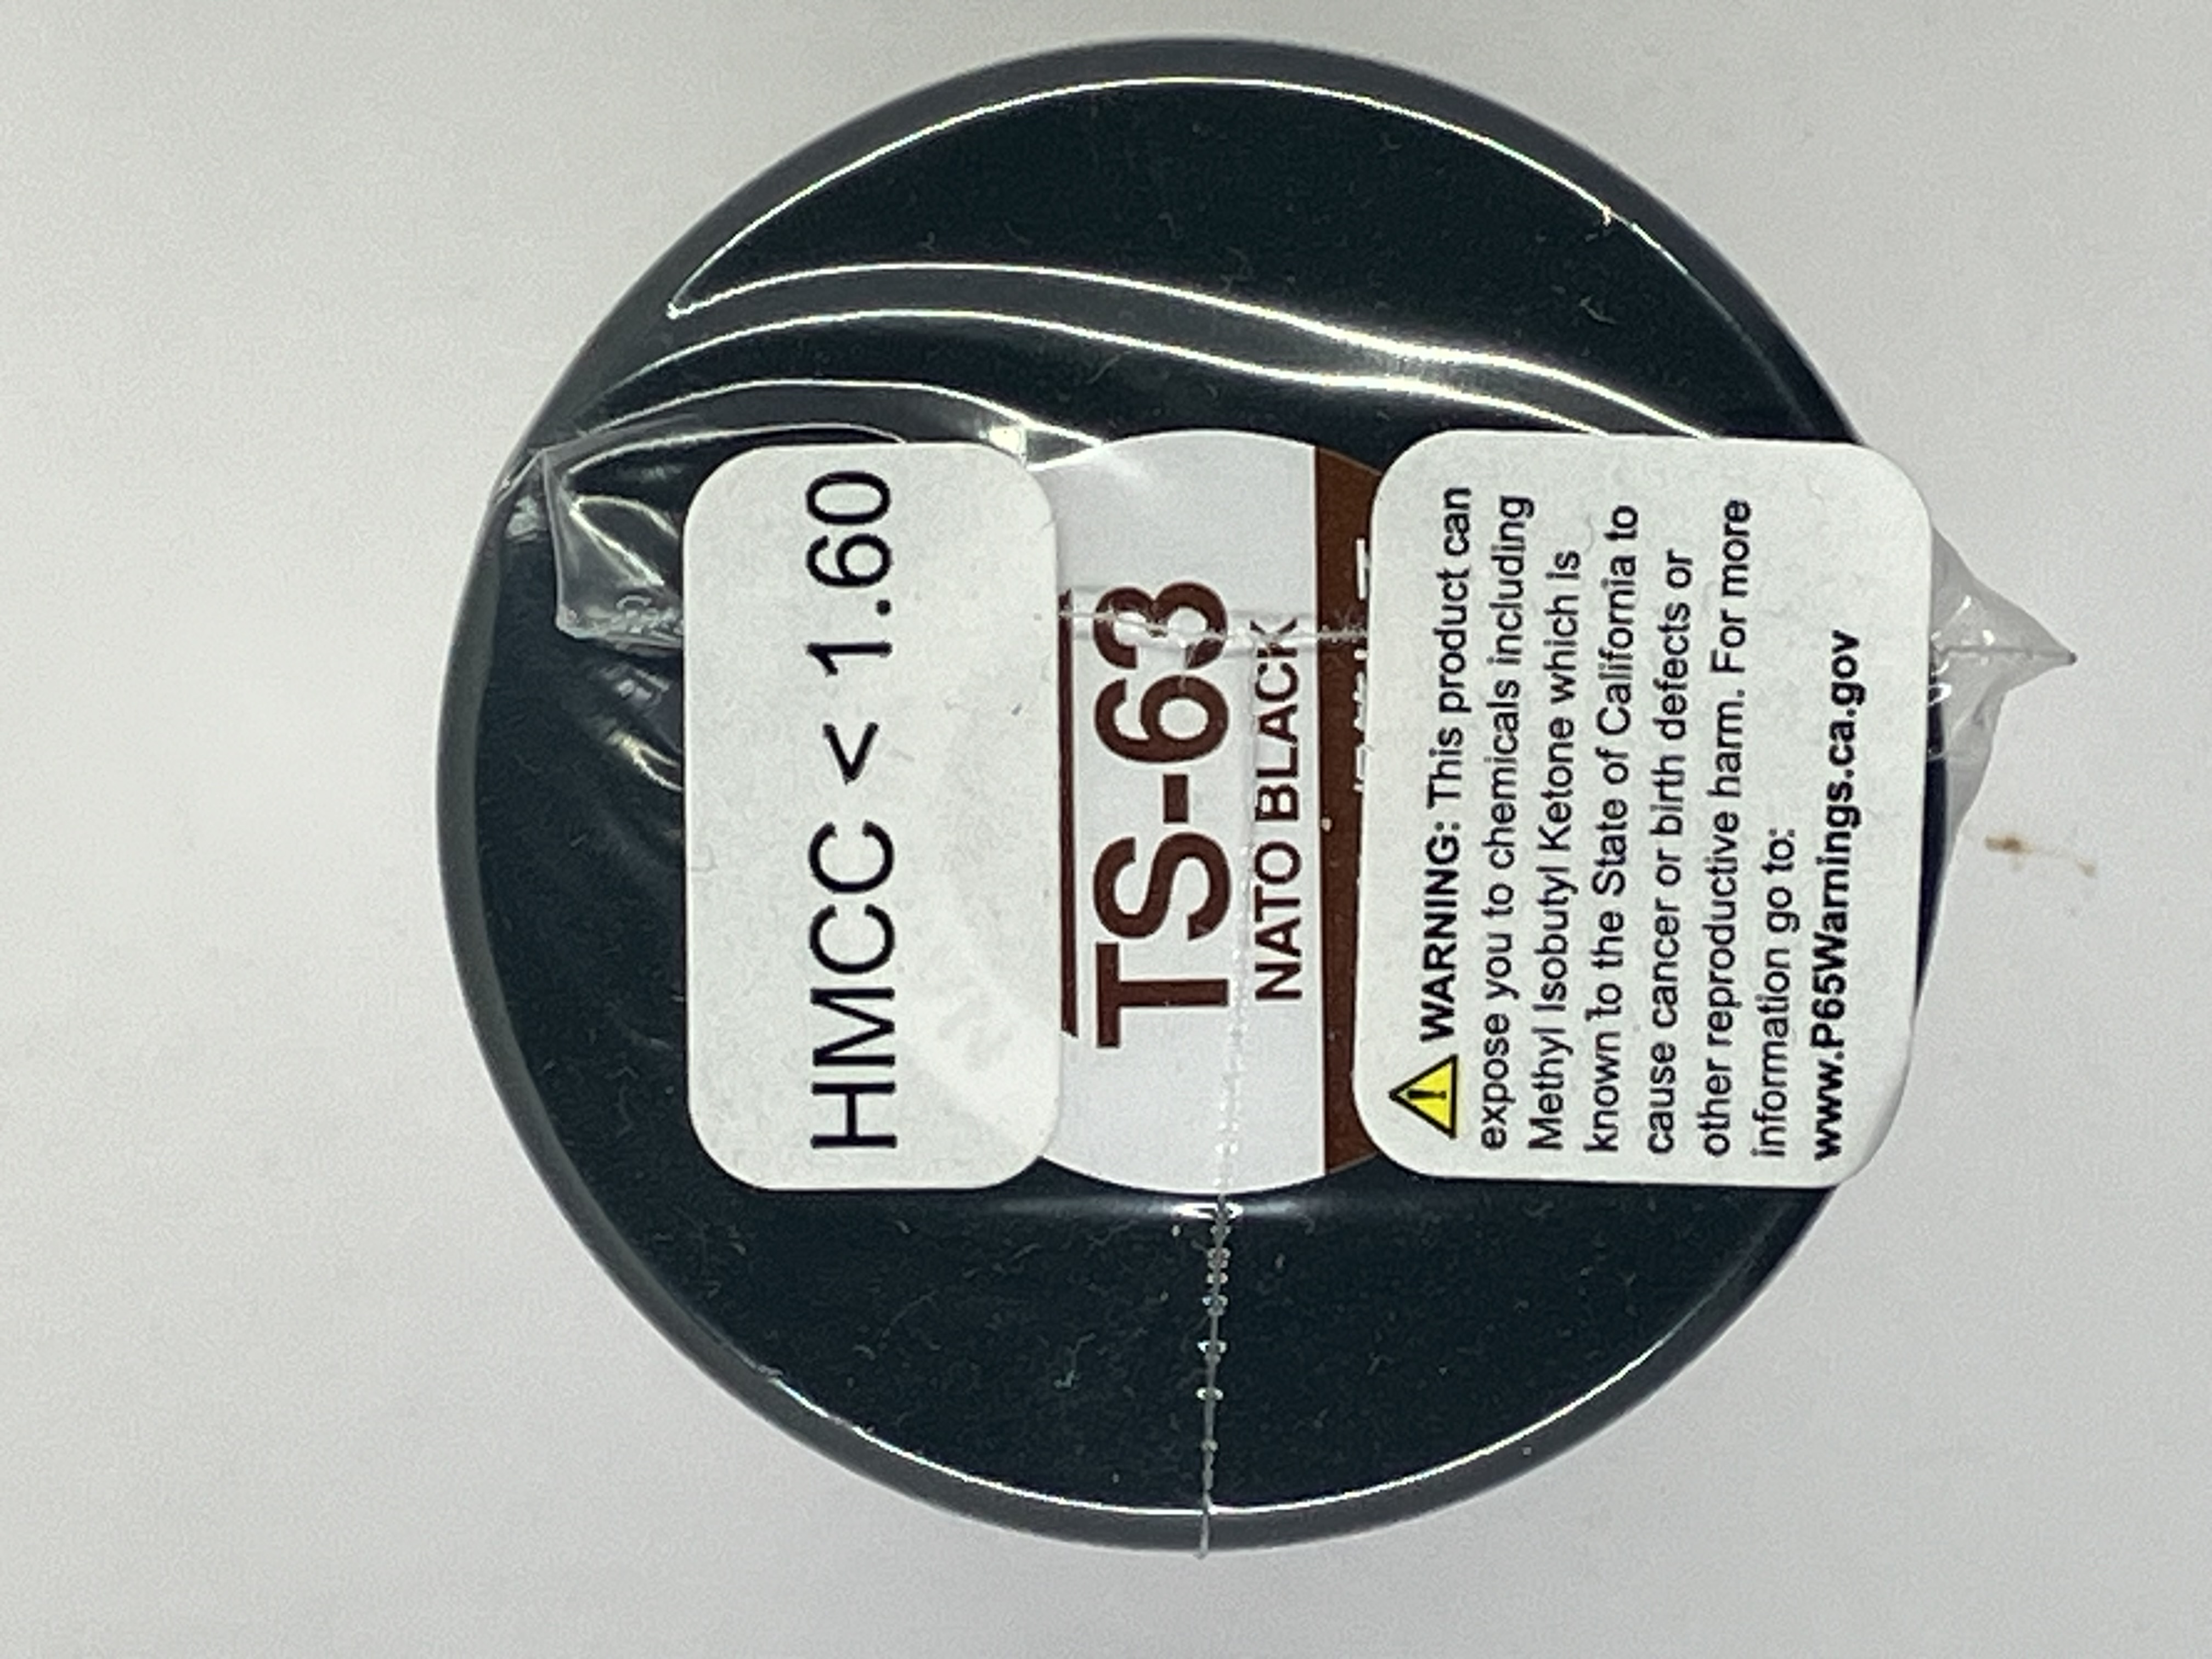 HMCC < 1.60
TS-63
NATO BLACK
WARNING: This product can
expose you to chemicals including
Methyl Isobutyl Ketone which is
known to the State of California to
cause cancer or birth defects or
other reproductive harm. For more
information go to:
www.P65Warnings.ca.gov